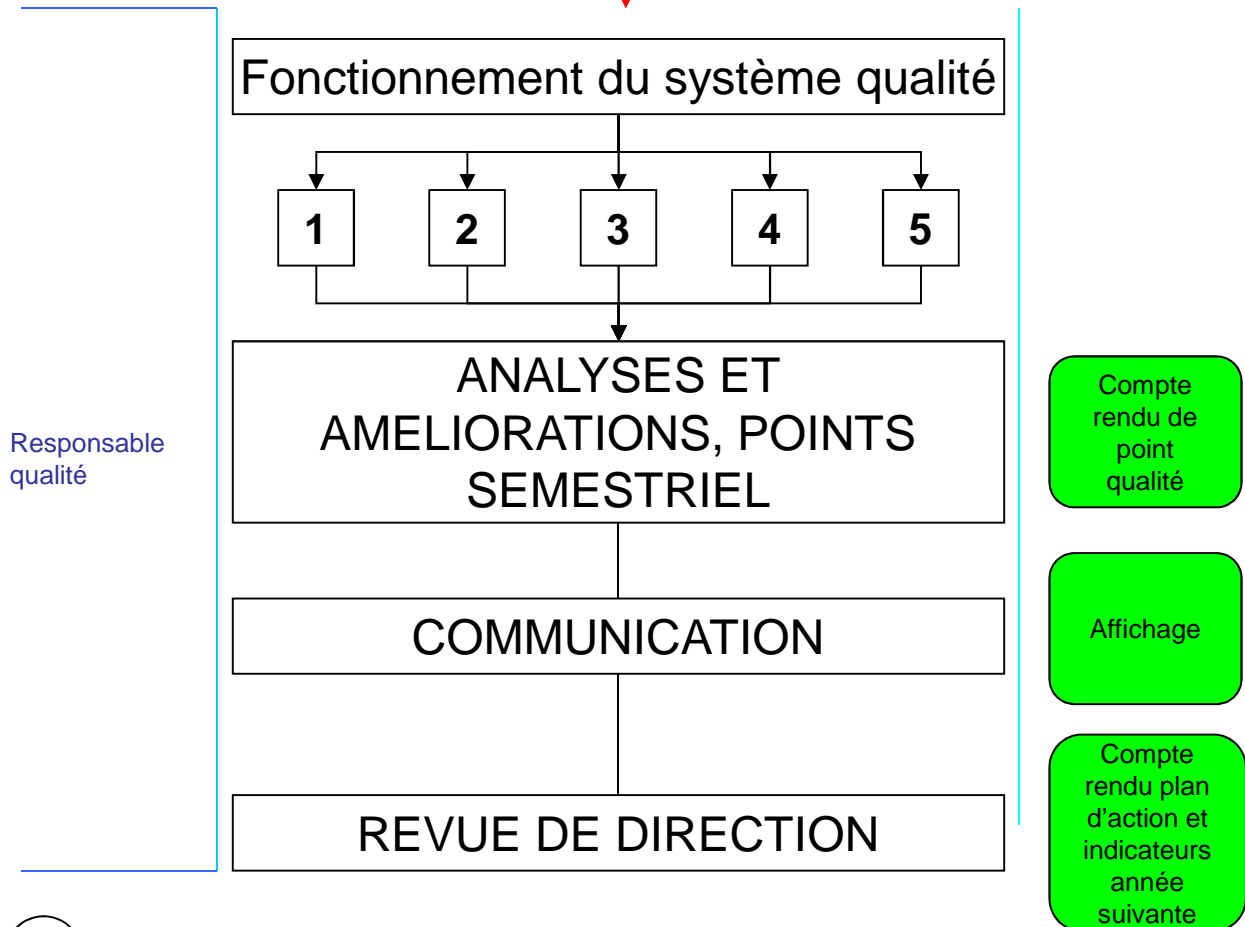 Fonctionnement du système qualité
1 2 3 4 5
Responsable
qualité
ANALYSES ET
AMELIORATIONS, POINTS
SEMESTRIEL
Compte
rendu de
point
qualité
COMMUNICATION
Affichage
REVUE DE DIRECTION
Compte
rendu plan
d'action et
indicateurs
année
suivante